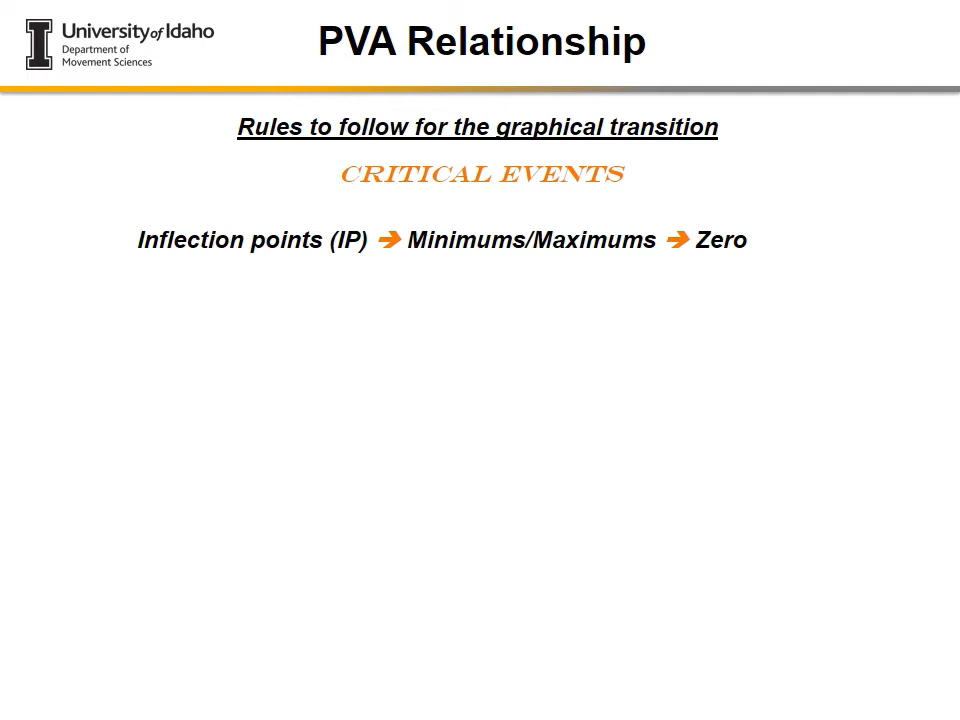 University of Idaho
Department of
Movement Sciences
PVA Relationship
Rules to follow for the graphical transition
CRITICAL EVENTS
Inflection points (IP) ➔ Minimums/Maximums ➔ Zero